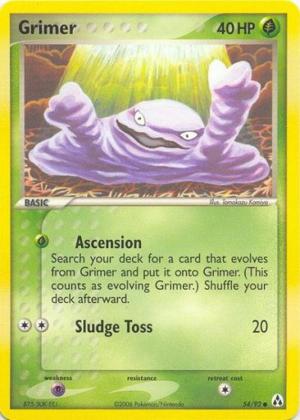 Grimer 40 HP
Illus. Tomokazu Komiya
BASIC
Ascension
Search your deck for a card that evolves
from Grimer and put it onto Grimer. (This
counts as evolving Grimer.) Shuffle your
deck afterward.
Sludge Toss 20
weakness resistance retreat cost
©2006 Pokémon/Nintendo 54/92